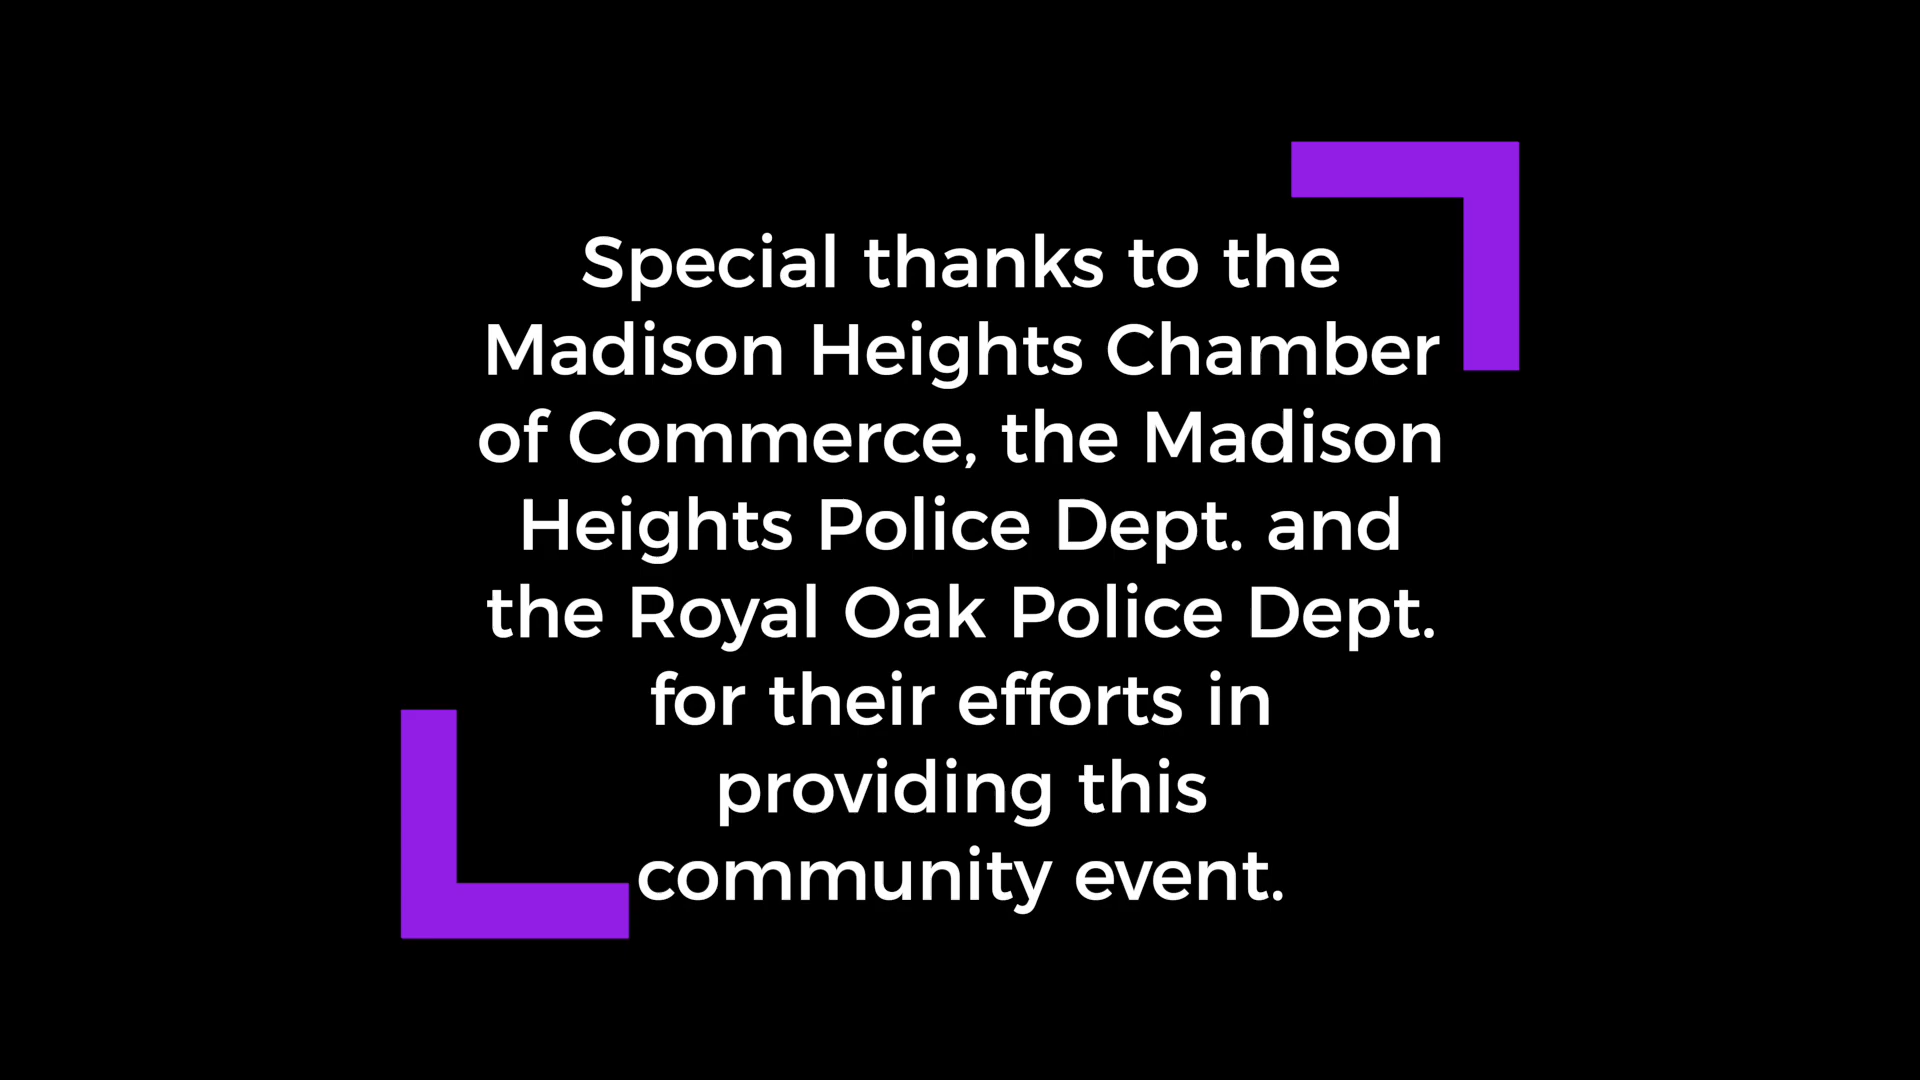 Special thanks to the
Madison Heights Chamber
of Commerce, the Madison
Heights Police Dept. and
the Royal Oak Police Dept.
for their efforts in
providing this
community event.